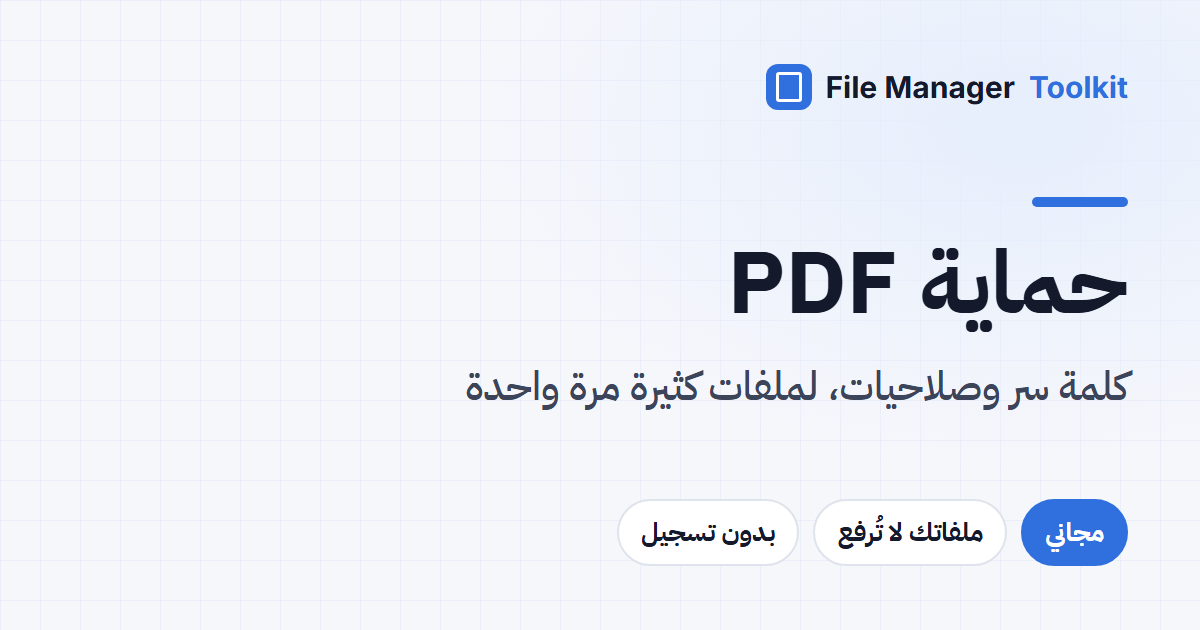 File Manager Toolkit
حماية PDF
كلمة سر وصلاحيات، لملفات كثيرة مرة واحدة
مجاني ملفاتك لا تُرفع بدون تسجيل